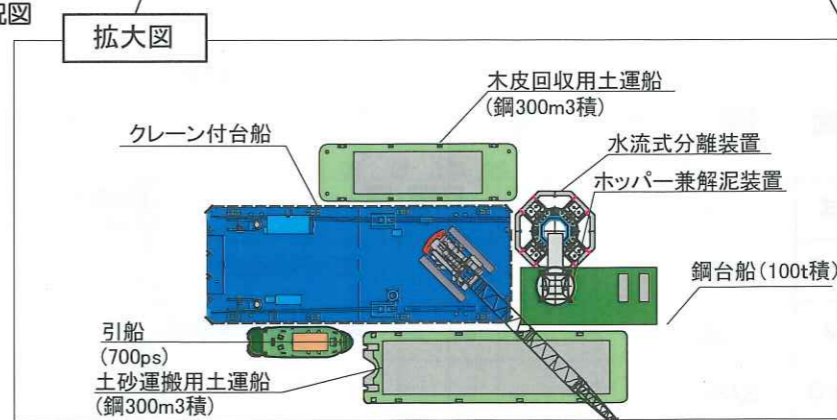 況図
拡大図
木皮回収用土運船
(鋼300m3積)
クレーン付台船
水流式分離装置
ホッパー兼解泥装置
鋼台船(100t積)
引船
(700ps)
土砂運搬用土運船
(鋼300m3積)